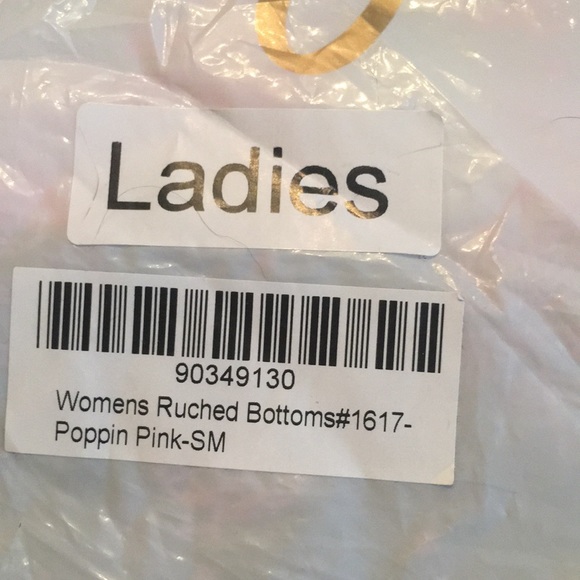 Ladies
90349130
Womens Ruched Bottoms#1617-
Poppin Pink-SM